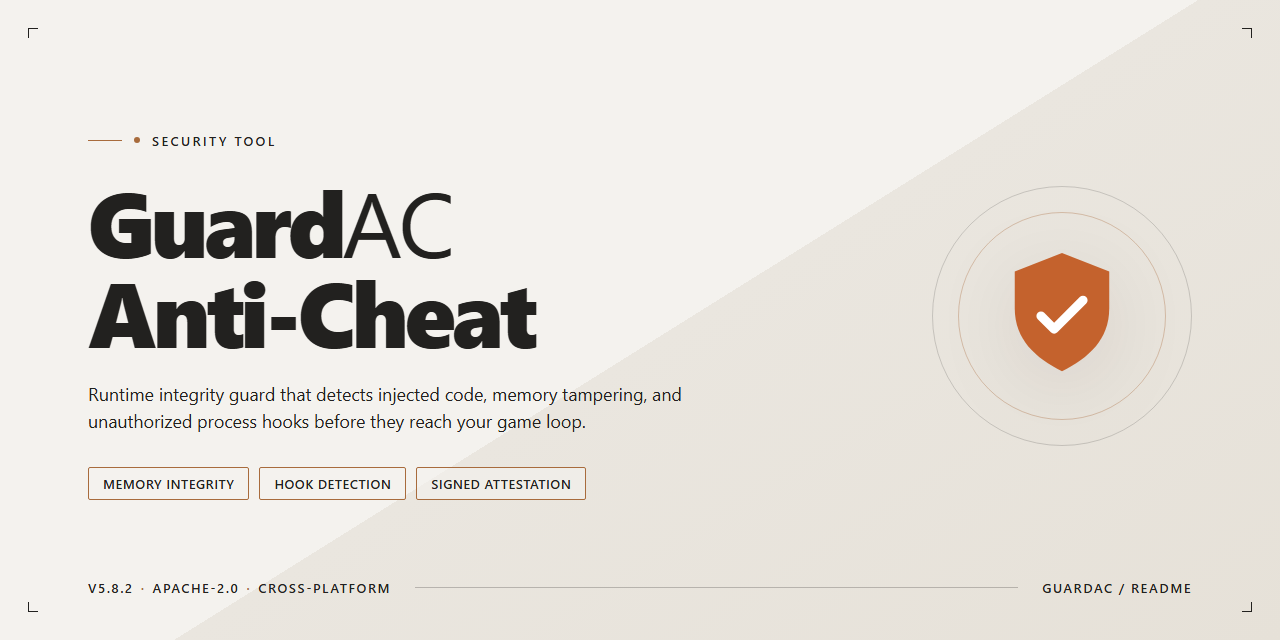 SECURITY TOOL
GuardAC
Anti-Cheat
Runtime integrity guard that detects injected code, memory tampering, and
unauthorized process hooks before they reach your game loop.
MEMORY INTEGRITY HOOK DETECTION SIGNED ATTESTATION
V5.8.2 · APACHE-2.0 · CROSS-PLATFORM GUARDAC / README